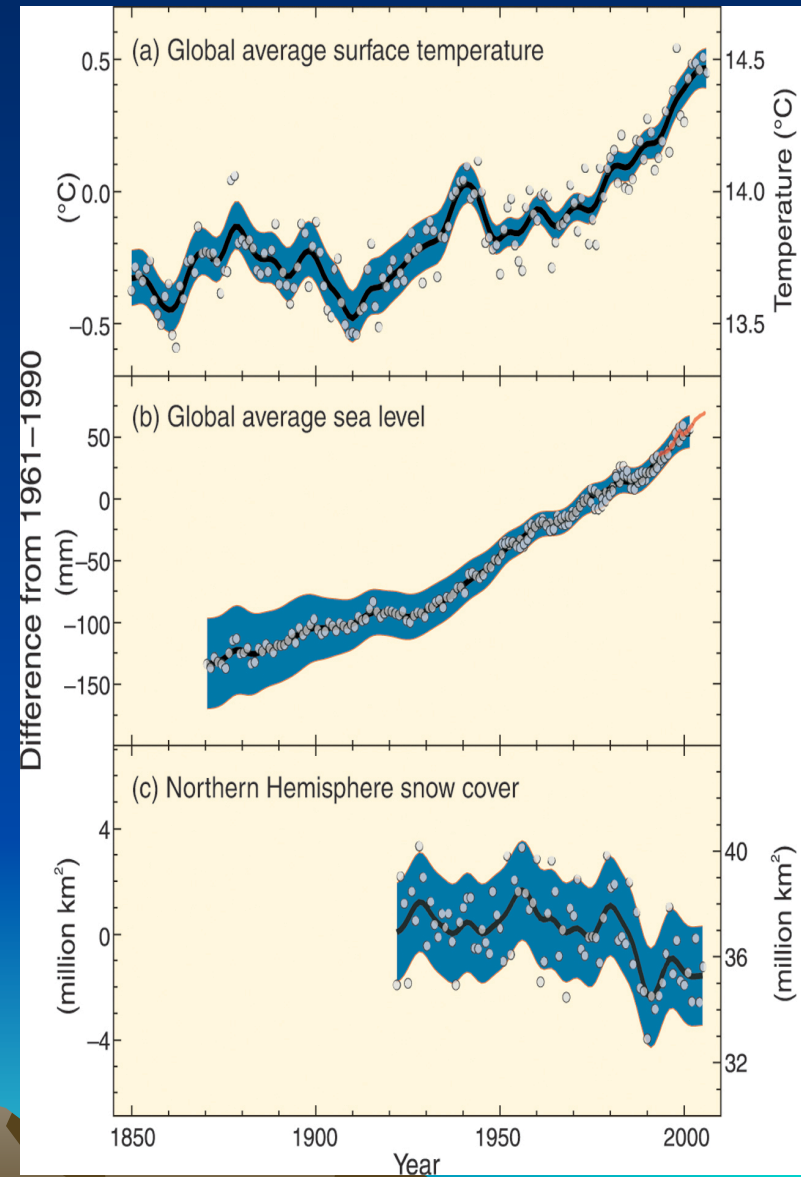 (a) Global average surface temperature
0.5
0.0
−0.5
(°C)
14.5
14.0
13.5
Temperature (°C)
Difference from 1961–1990
(b) Global average sea level
50
0
−50
−100
−150
(mm)
(c) Northern Hemisphere snow cover
4
0
−4
(million km²)
40
36
32
(million km²)
1850 1900 1950 2000
Year